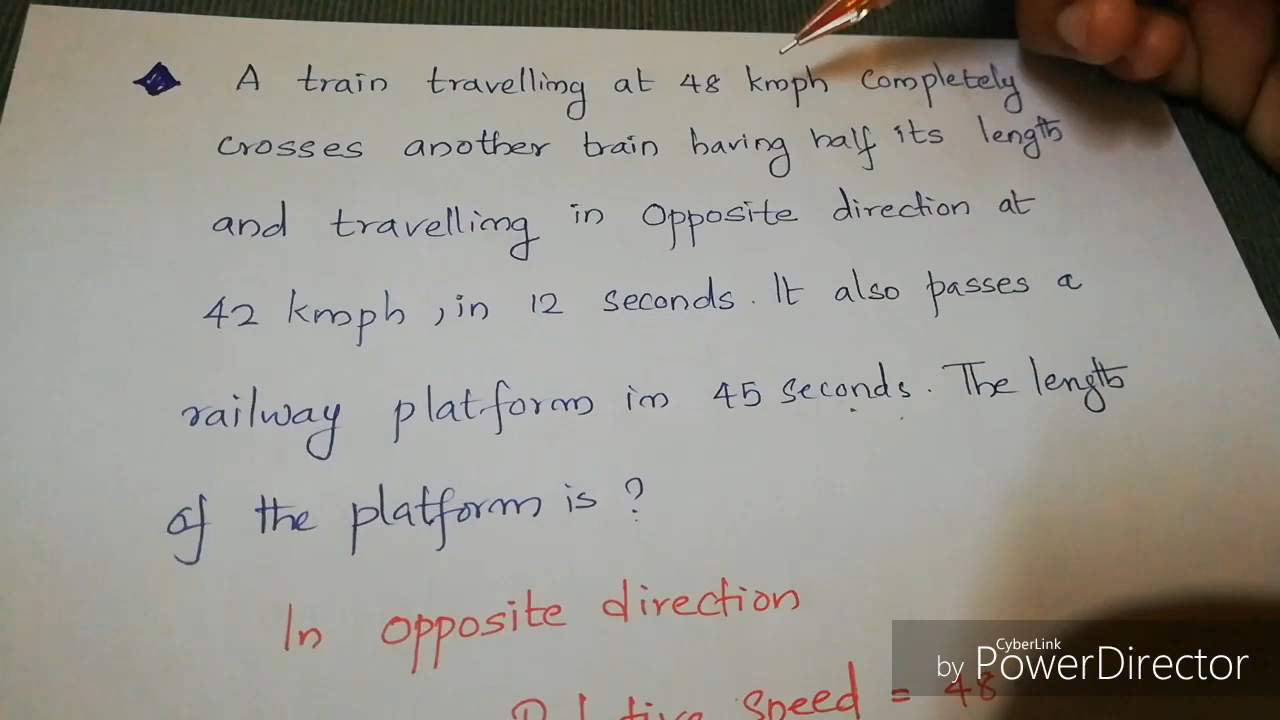 A train travelling at 48 kmph completely
crosses another train having half its length
and travelling in opposite direction at
42 kmph, in 12 seconds. It also passes a
railway platform in 45 seconds. The length
of the platform is ?
In opposite direction
Speed = 48
CyberLink
by PowerDirector